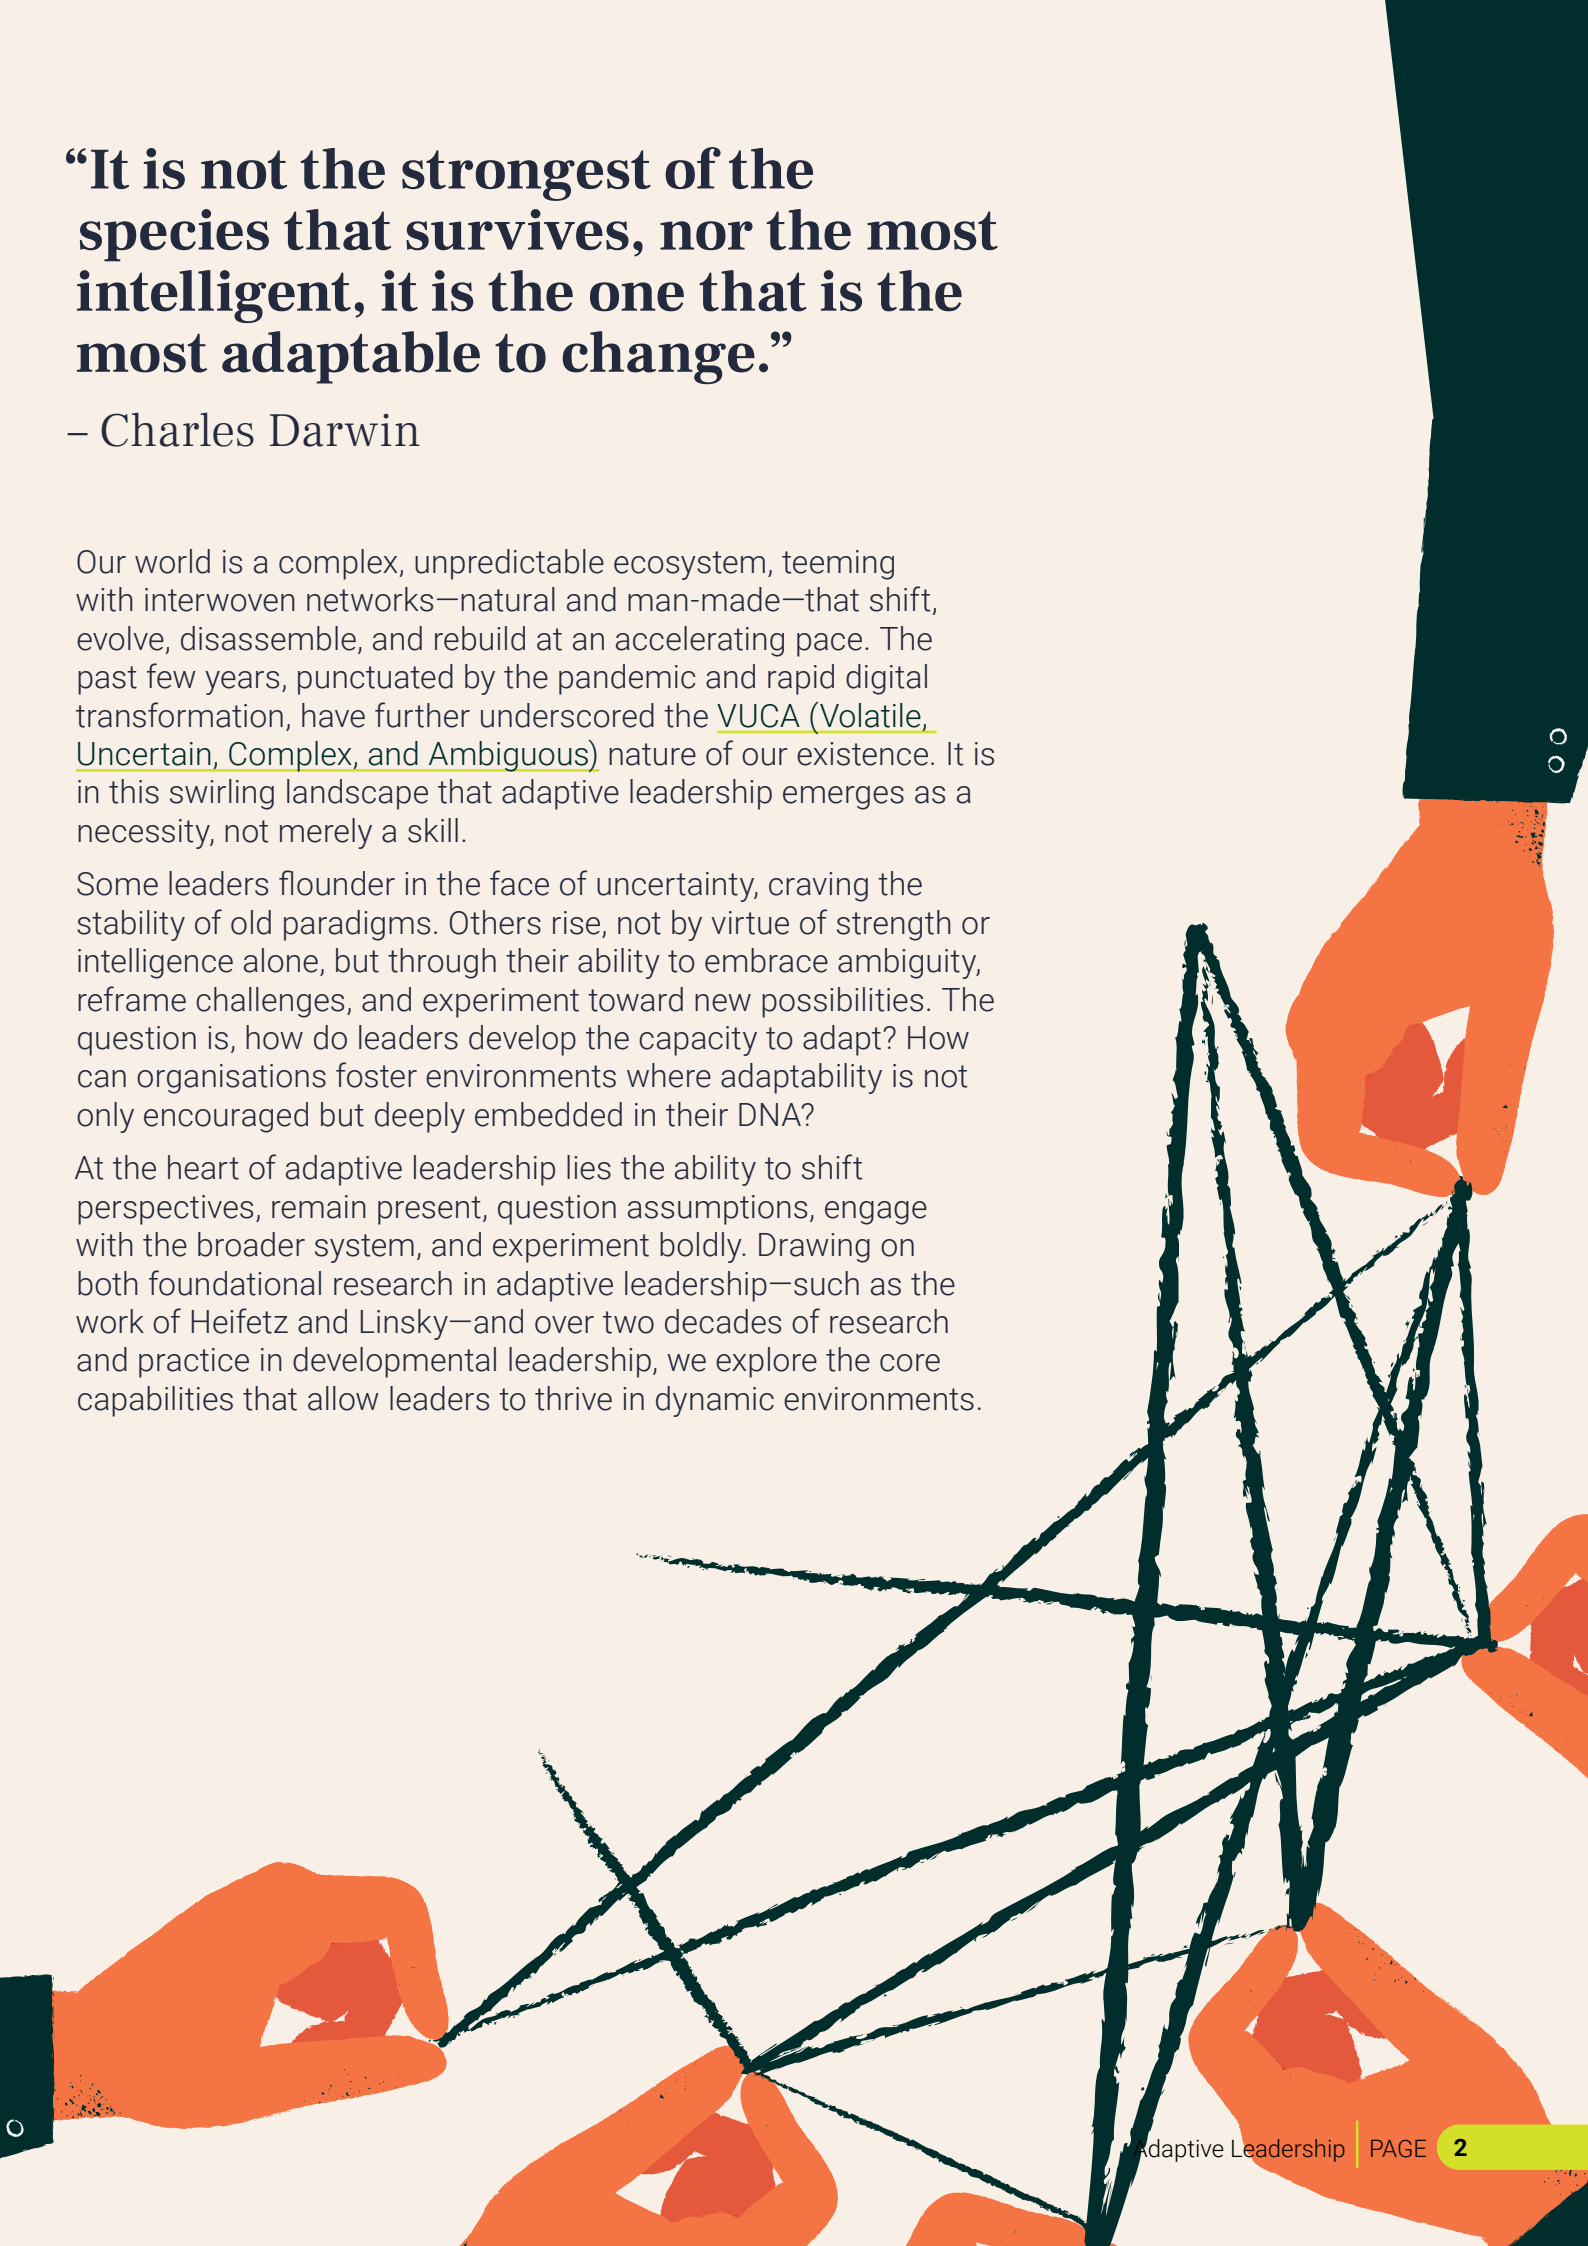 “It is not the strongest of the
species that survives, nor the most
intelligent, it is the one that is the
most adaptable to change.”
– Charles Darwin
Our world is a complex, unpredictable ecosystem, teeming
with interwoven networks—natural and man-made—that shift,
evolve, disassemble, and rebuild at an accelerating pace. The
past few years, punctuated by the pandemic and rapid digital
transformation, have further underscored the VUCA (Volatile,
Uncertain, Complex, and Ambiguous) nature of our existence. It is
in this swirling landscape that adaptive leadership emerges as a
necessity, not merely a skill.
Some leaders flounder in the face of uncertainty, craving the
stability of old paradigms. Others rise, not by virtue of strength or
intelligence alone, but through their ability to embrace ambiguity,
reframe challenges, and experiment toward new possibilities. The
question is, how do leaders develop the capacity to adapt? How
can organisations foster environments where adaptability is not
only encouraged but deeply embedded in their DNA?
At the heart of adaptive leadership lies the ability to shift
perspectives, remain present, question assumptions, engage
with the broader system, and experiment boldly. Drawing on
both foundational research in adaptive leadership—such as the
work of Heifetz and Linsky—and over two decades of research
and practice in developmental leadership, we explore the core
capabilities that allow leaders to thrive in dynamic environments.
Adaptive Leadership PAGE 2